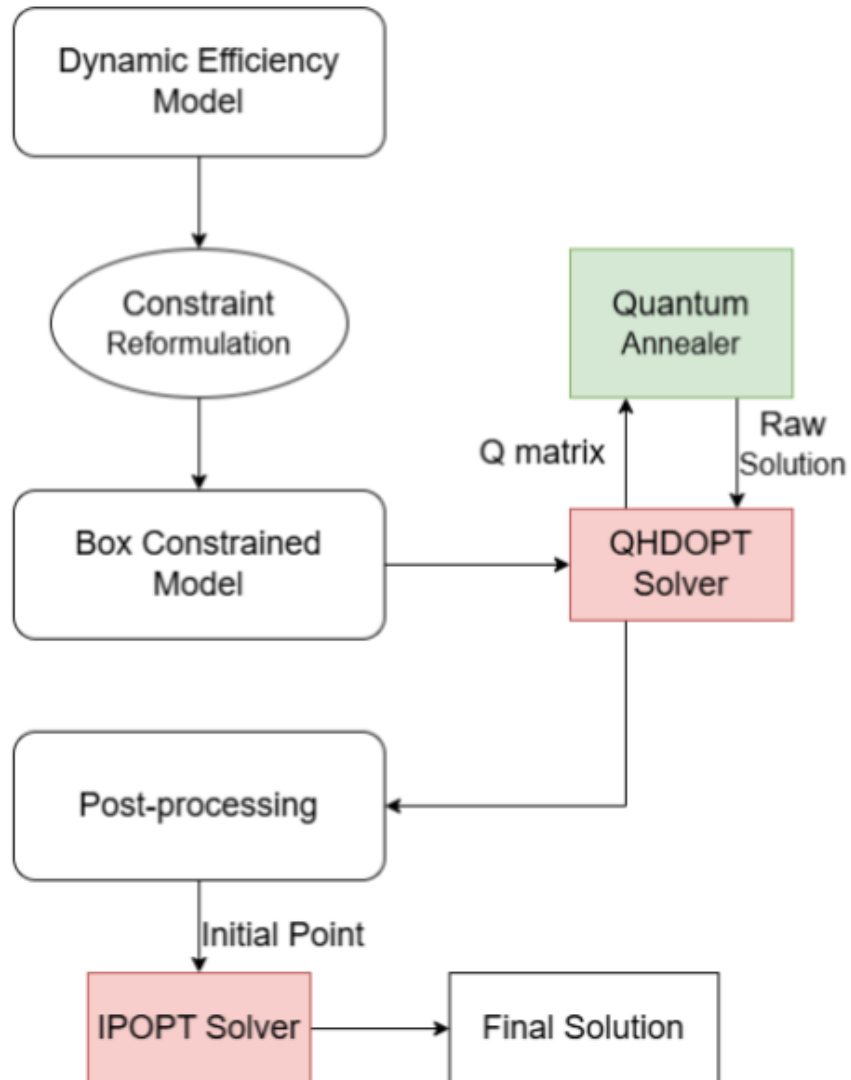 Dynamic Efficiency
Model
Constraint
Reformulation
Quantum
Annealer
Q matrix
Raw
Solution
Box Constrained
Model
QHDOPT
Solver
Post-processing
Initial Point
IPOPT Solver
Final Solution